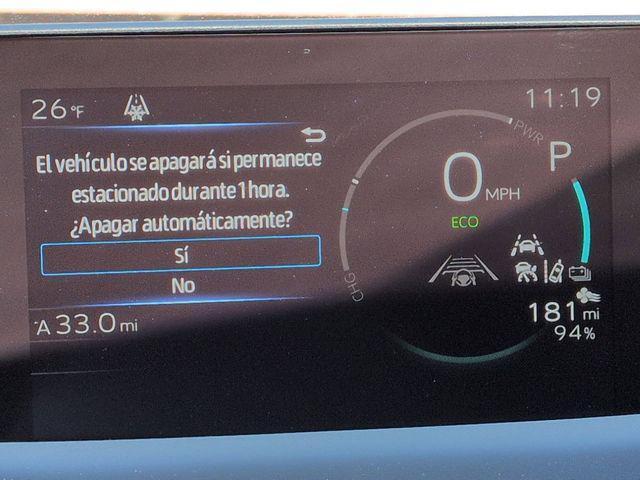 26°F
11:19
El vehículo se apagará si permanece
estacionado durante 1 hora.
¿Apagar automáticamente?
Sí
No
A 33.0 mi
PWR
P
0 MPH
ECO
CHG
181 mi
94%